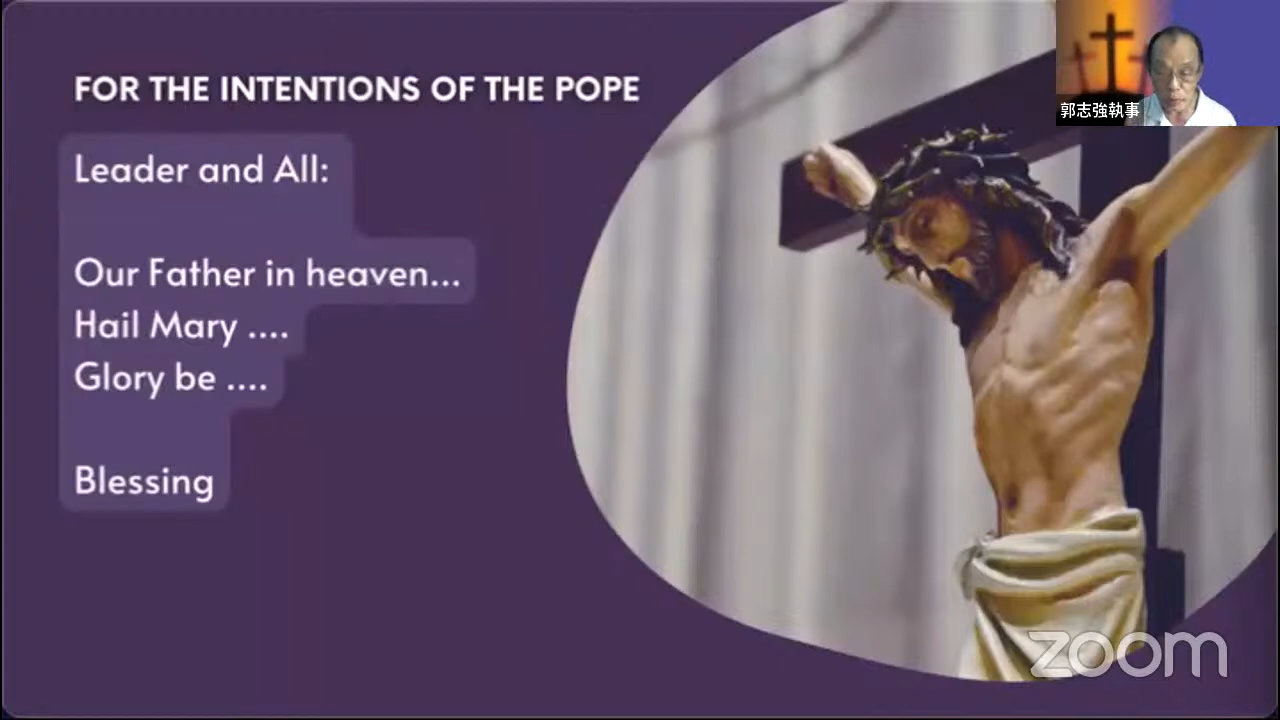 FOR THE INTENTIONS OF THE POPE
Leader and All:
Our Father in heaven...
Hail Mary ....
Glory be ....
Blessing
郭志強執事
zoom